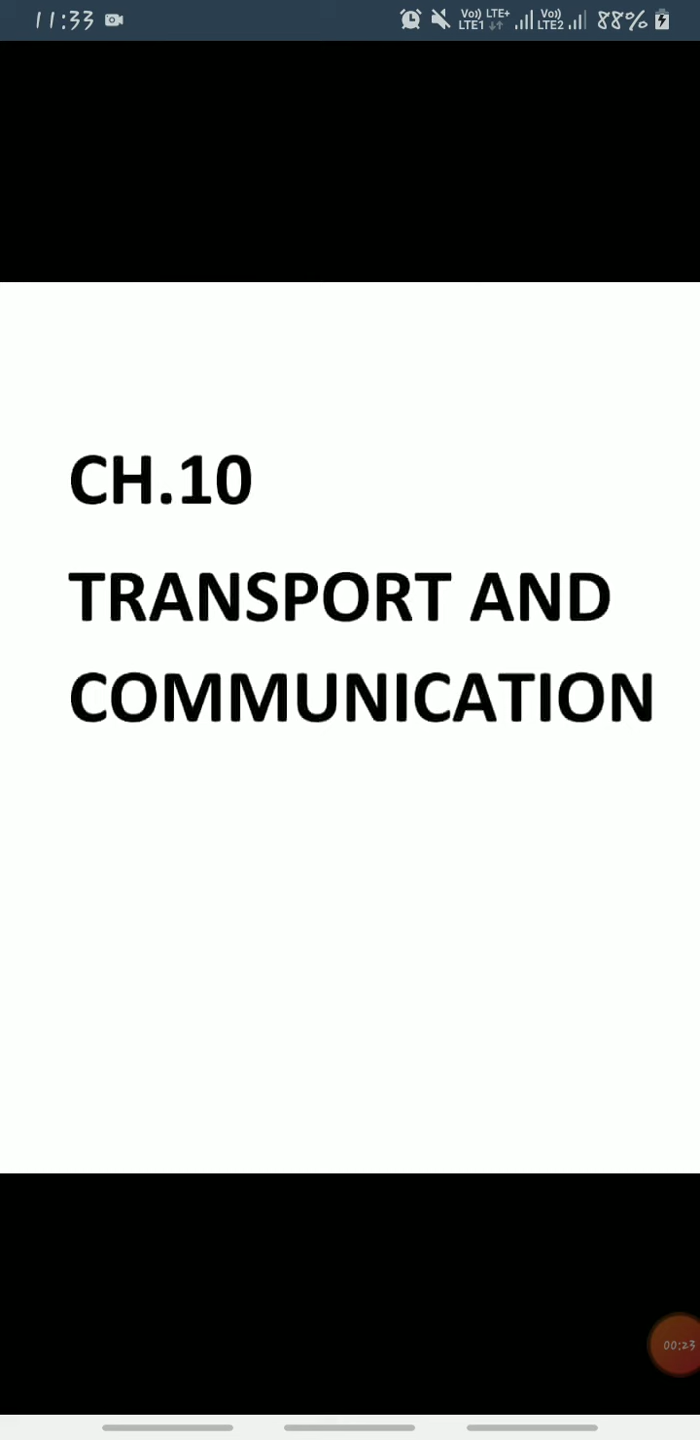 11:33
Vo)) LTE+
LTE1
Vo))
LTE2
88%
CH.10
TRANSPORT AND
COMMUNICATION
00:23